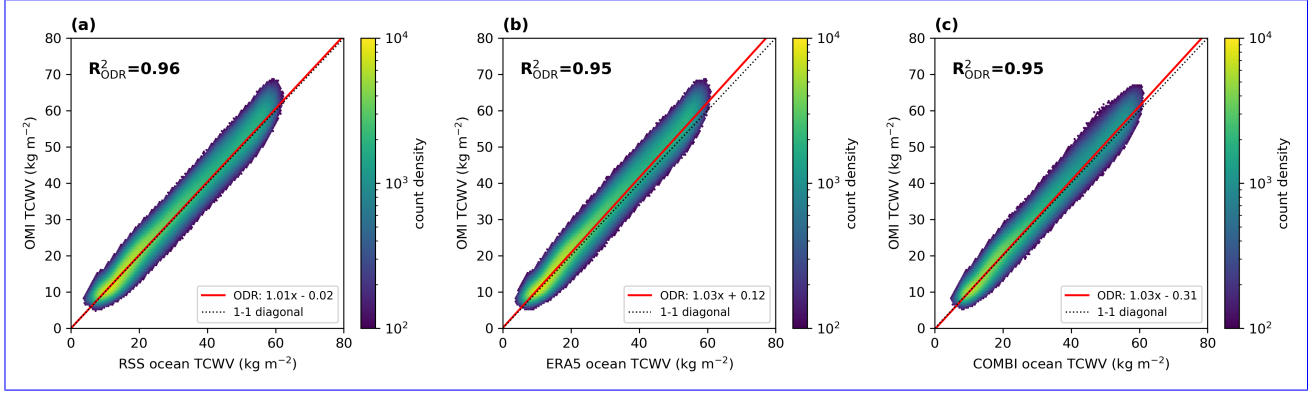 (a)
R²ODR=0.96
80
70
60
50
40
30
20
10
0
0 20 40 60 80
OMI TCWV (kg m⁻²)
RSS ocean TCWV (kg m⁻²)
ODR: 1.01x - 0.02
1-1 diagonal
10⁴
10³
10²
count density
(b)
R²ODR=0.95
80
70
60
50
40
30
20
10
0
0 20 40 60 80
OMI TCWV (kg m⁻²)
ERA5 ocean TCWV (kg m⁻²)
ODR: 1.03x + 0.12
1-1 diagonal
10⁴
10³
10²
count density
(c)
R²ODR=0.95
80
70
60
50
40
30
20
10
0
0 20 40 60 80
OMI TCWV (kg m⁻²)
COMBI ocean TCWV (kg m⁻²)
ODR: 1.03x - 0.31
1-1 diagonal
10⁴
10³
10²
count density